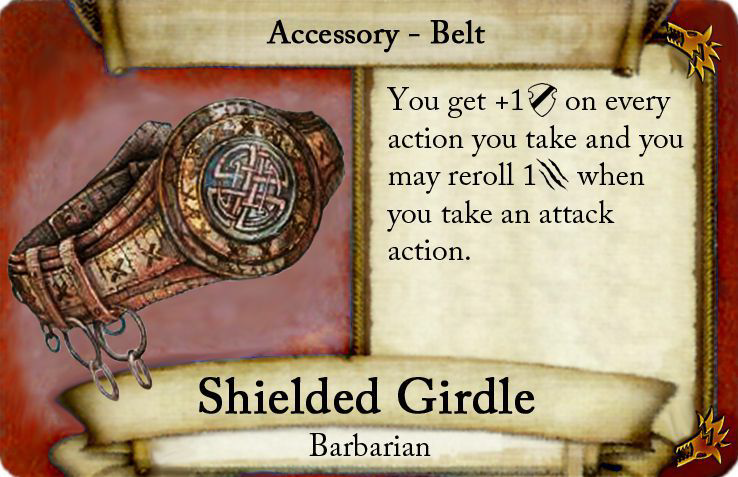 Accessory - Belt
You get +1 on every
action you take and you
may reroll 1 when
you take an attack
action.
Shielded Girdle
Barbarian